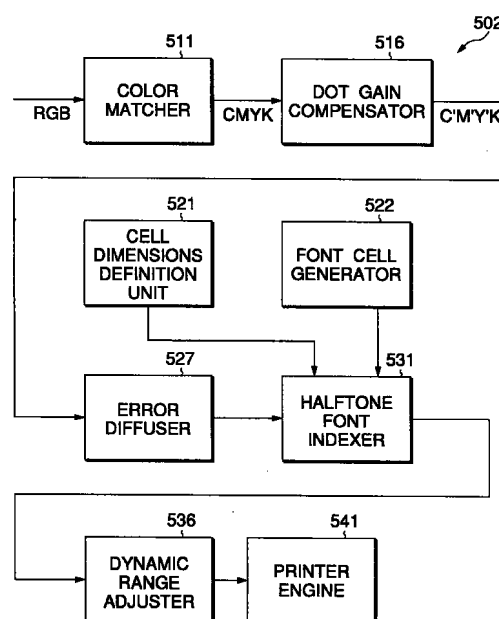 502
511
COLOR
MATCHER
516
DOT GAIN
COMPENSATOR
RGB
CMYK
C'M'Y'K
521
CELL
DIMENSIONS
DEFINITION
UNIT
522
FONT CELL
GENERATOR
527
ERROR
DIFFUSER
531
HALFTONE
FONT
INDEXER
536
DYNAMIC
RANGE
ADJUSTER
541
PRINTER
ENGINE